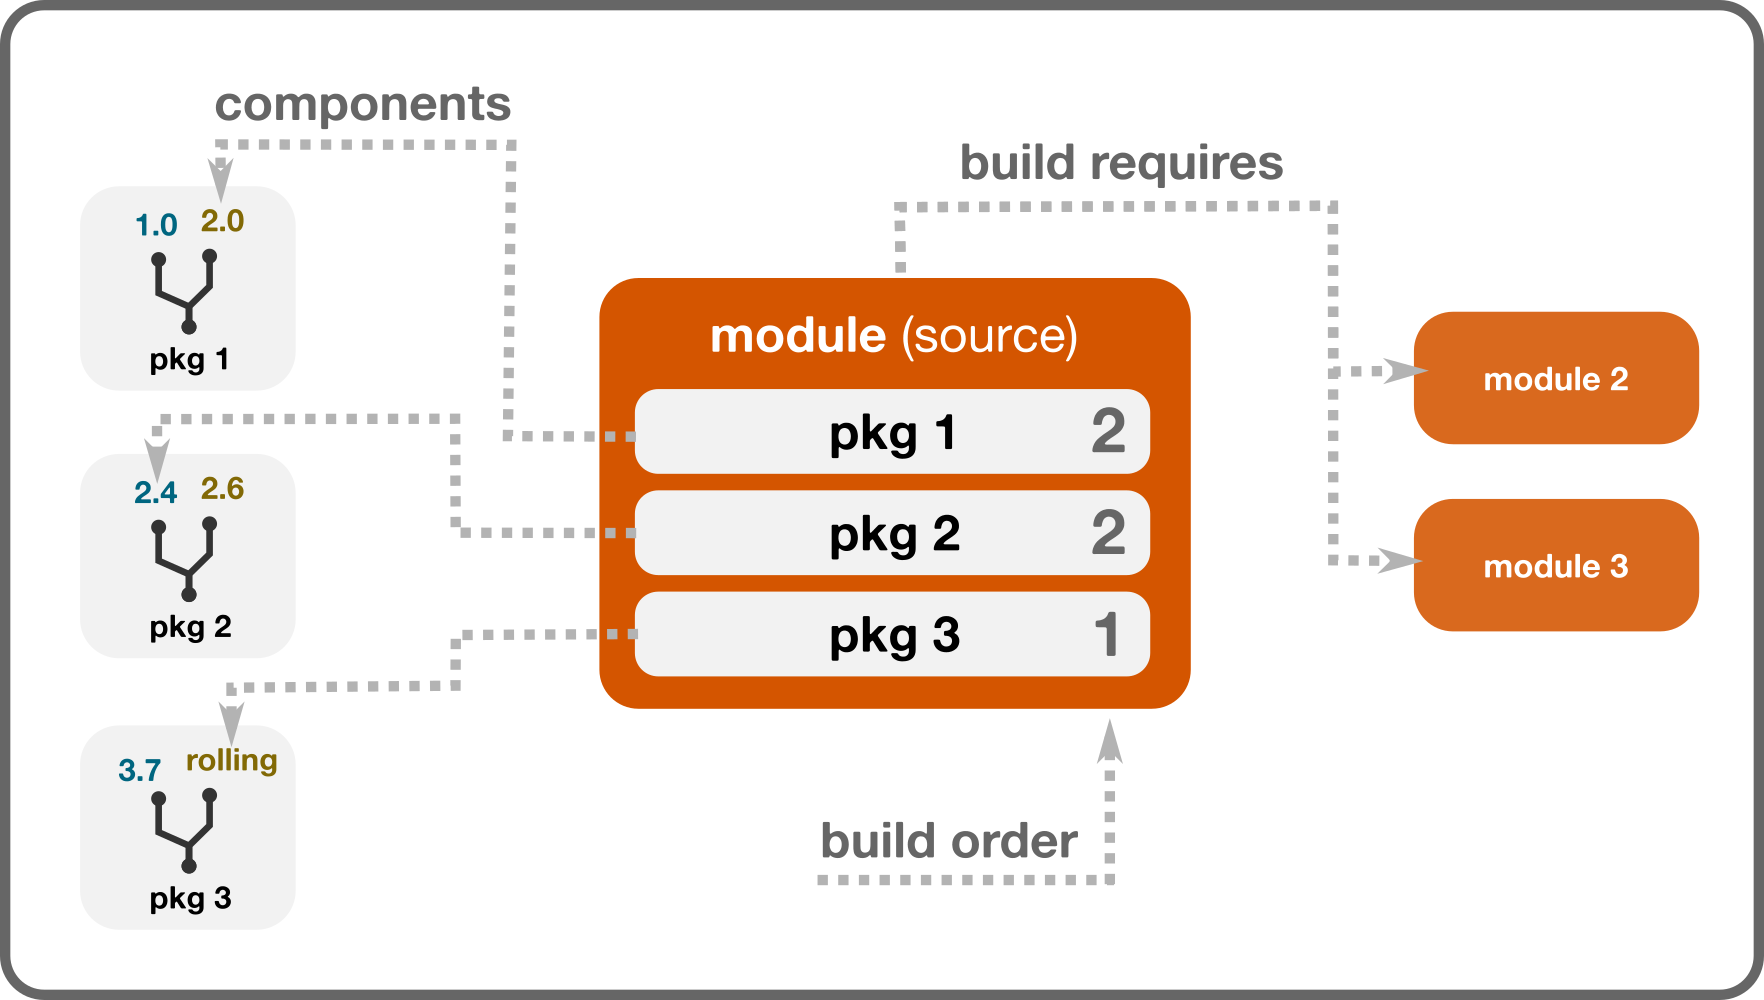 components
1.0 2.0
pkg 1
2.4 2.6
pkg 2
3.7 rolling
pkg 3
module (source)
pkg 1 2
pkg 2 2
pkg 3 1
build order
build requires
module 2
module 3